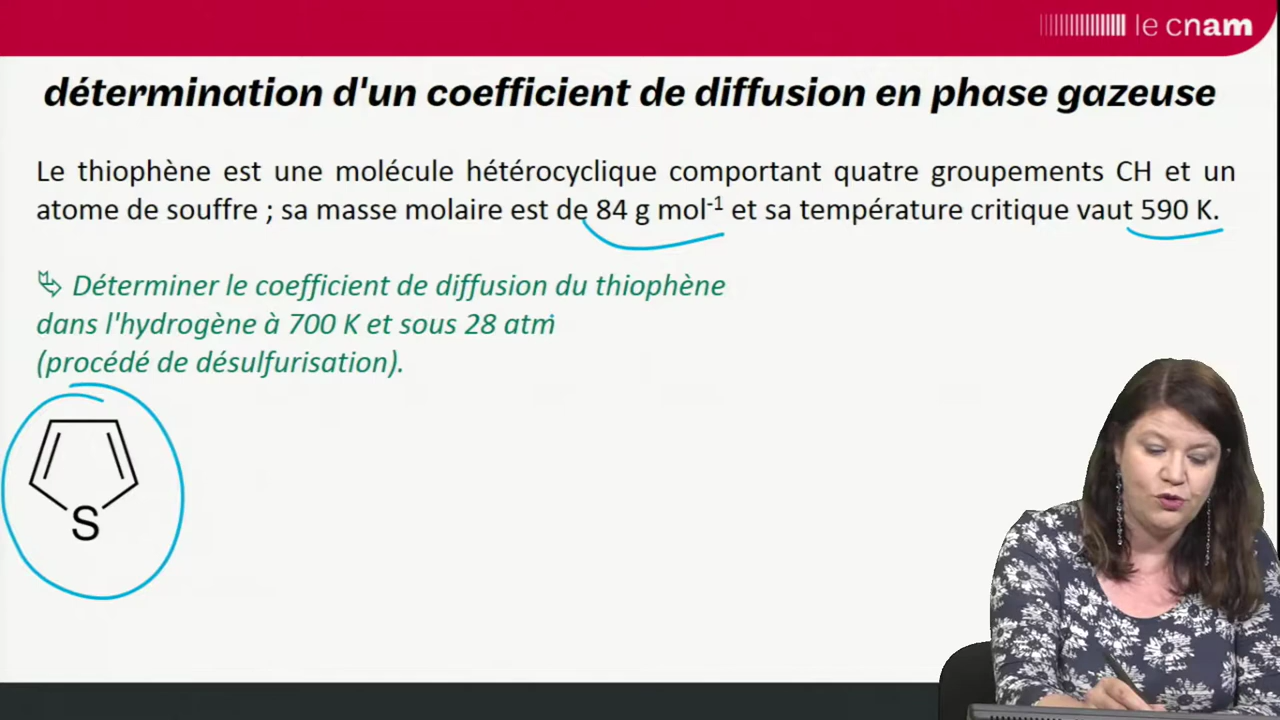 le cnam
détermination d'un coefficient de diffusion en phase gazeuse
Le thiophène est une molécule hétérocyclique comportant quatre groupements CH et un
atome de souffre ; sa masse molaire est de 84 g mol⁻¹ et sa température critique vaut 590 K.
Déterminer le coefficient de diffusion du thiophène
dans l'hydrogène à 700 K et sous 28 atm
(procédé de désulfurisation).
S